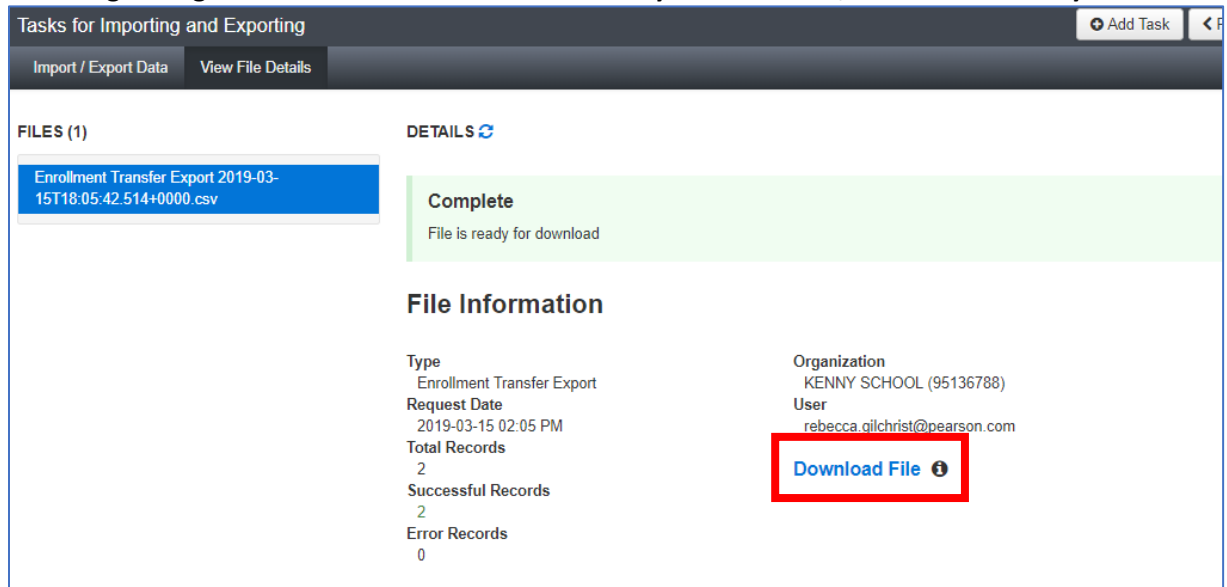 Tasks for Importing and Exporting
Add Task
Import / Export Data
View File Details
FILES (1)
DETAILS
Enrollment Transfer Export 2019-03-
15T18:05:42.514+0000.csv
Complete
File is ready for download
File Information
Type
Enrollment Transfer Export
Request Date
2019-03-15 02:05 PM
Total Records
2
Successful Records
2
Error Records
0
Organization
KENNY SCHOOL (95136788)
User
rebecca.gilchrist@pearson.com
Download File